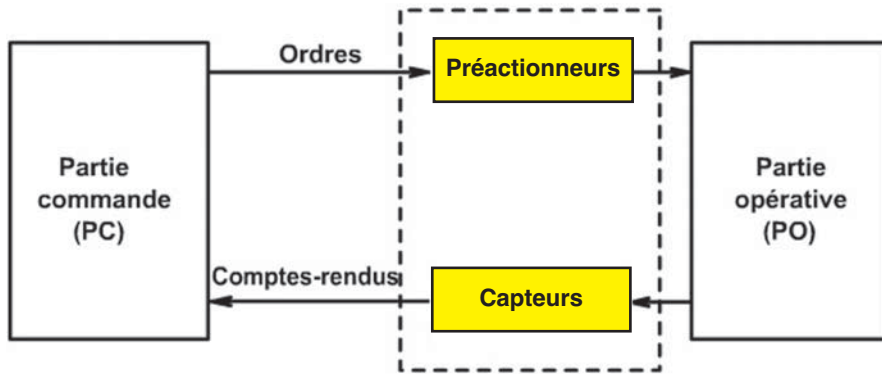 Ordres
Préactionneurs
Partie
commande
(PC)
Partie
opérative
(PO)
Comptes-rendus
Capteurs